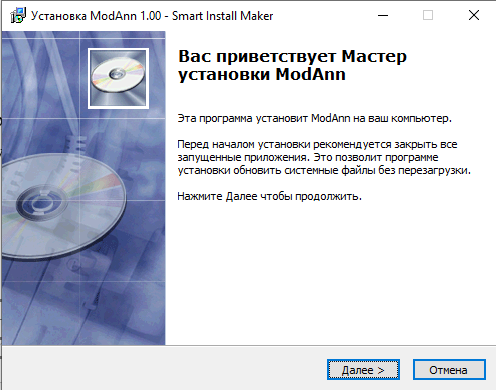 Установка ModAnn 1.00 - Smart Install Maker
Вас приветствует Мастер
установки ModAnn
Эта программа установит ModAnn на ваш компьютер.
Перед началом установки рекомендуется закрыть все
запущенные приложения. Это позволит программе
установки обновить системные файлы без перезагрузки.
Нажмите Далее чтобы продолжить.
Далее >
Отмена